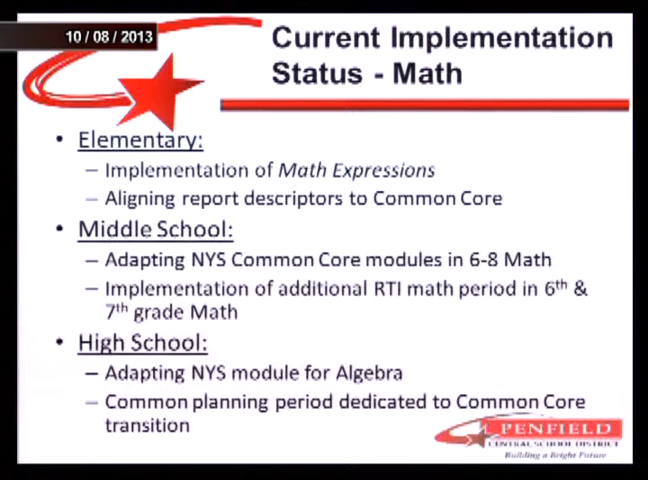 10 / 08 / 2013
Current Implementation
Status - Math
• Elementary:
– Implementation of Math Expressions
– Aligning report descriptors to Common Core
• Middle School:
– Adapting NYS Common Core modules in 6-8 Math
– Implementation of additional RTI math period in 6th &
7th grade Math
• High School:
– Adapting NYS module for Algebra
– Common planning period dedicated to Common Core
transition
PENFIELD
CENTRAL SCHOOL DISTRICT
Building a Bright Future